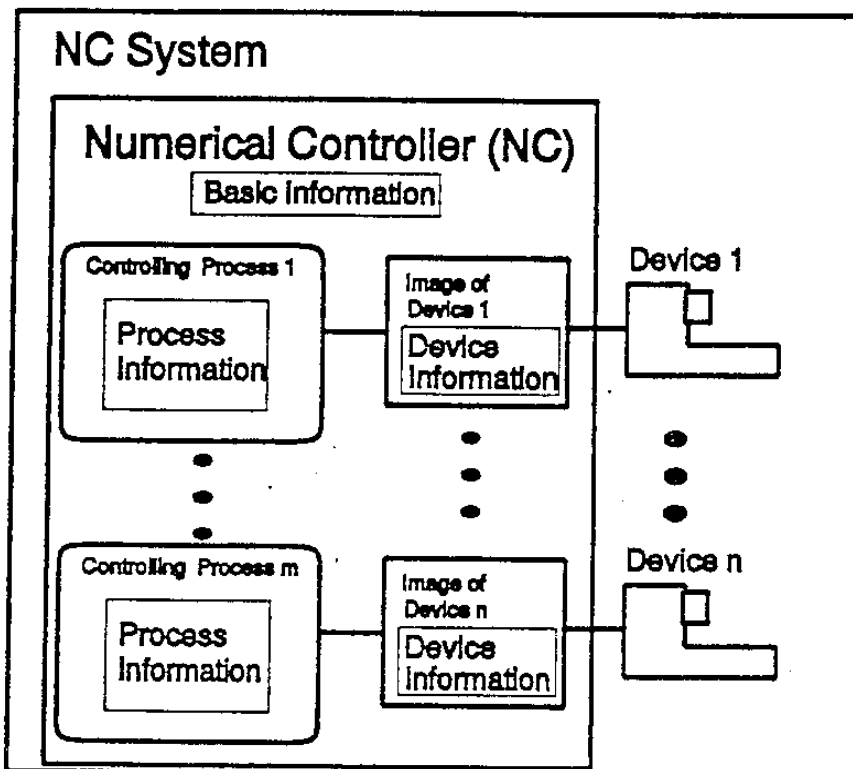 NC System
Numerical Controller (NC)
Basic Information
Controlling Process 1
Process
Information
Image of
Device 1
Device
Information
Device 1
Controlling Process m
Process
Information
Image of
Device n
Device
Information
Device n